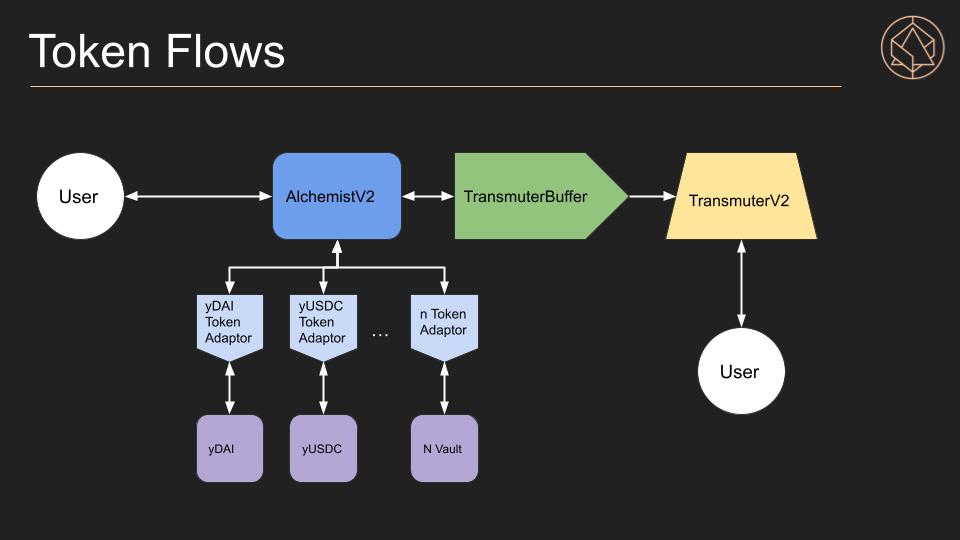 Token Flows
User
AlchemistV2
TransmuterBuffer
TransmuterV2
yDAI
Token
Adaptor
yUSDC
Token
Adaptor
...
n Token
Adaptor
User
yDAI
yUSDC
N Vault